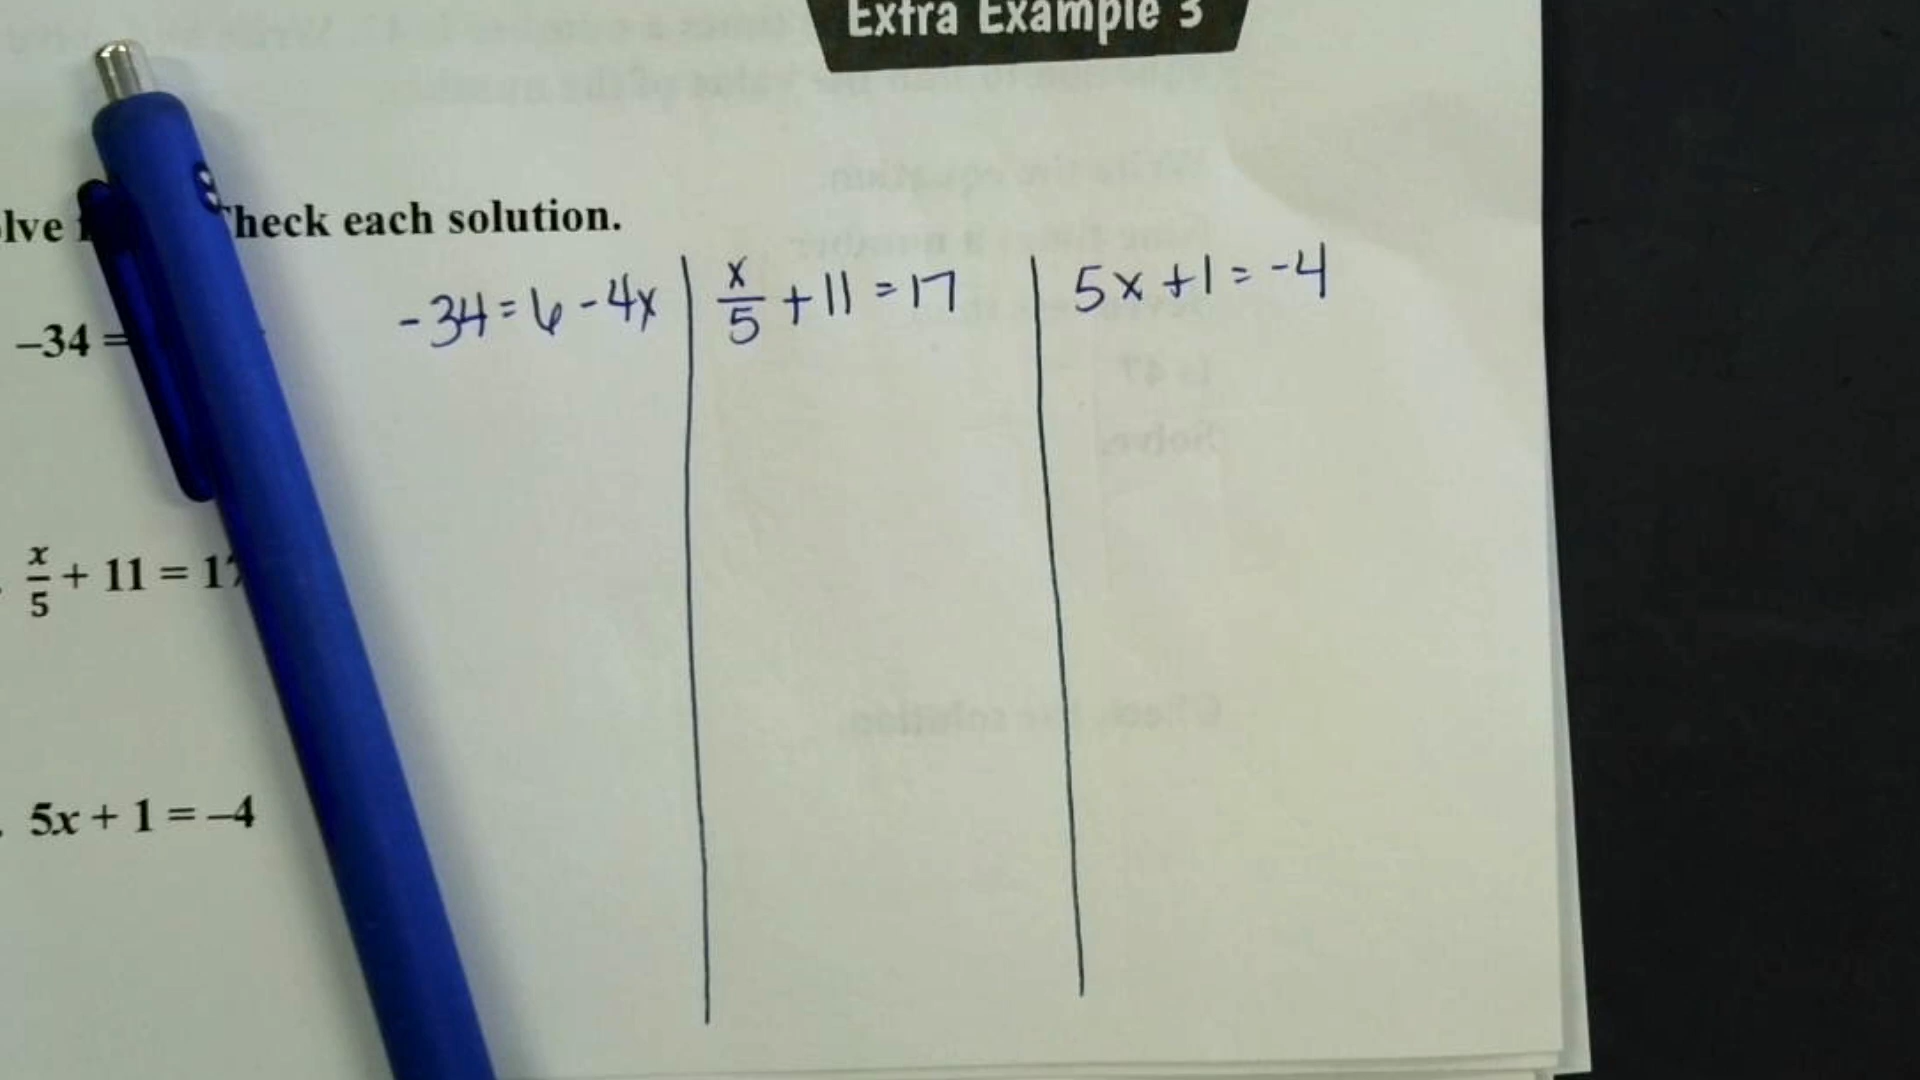 Extra Example 3
lve heck each solution.
-34 = 6 - 4x
x/5 + 11 = 17
5x + 1 = -4
–34 =
x/5 + 11 = 17
5x + 1 = –4